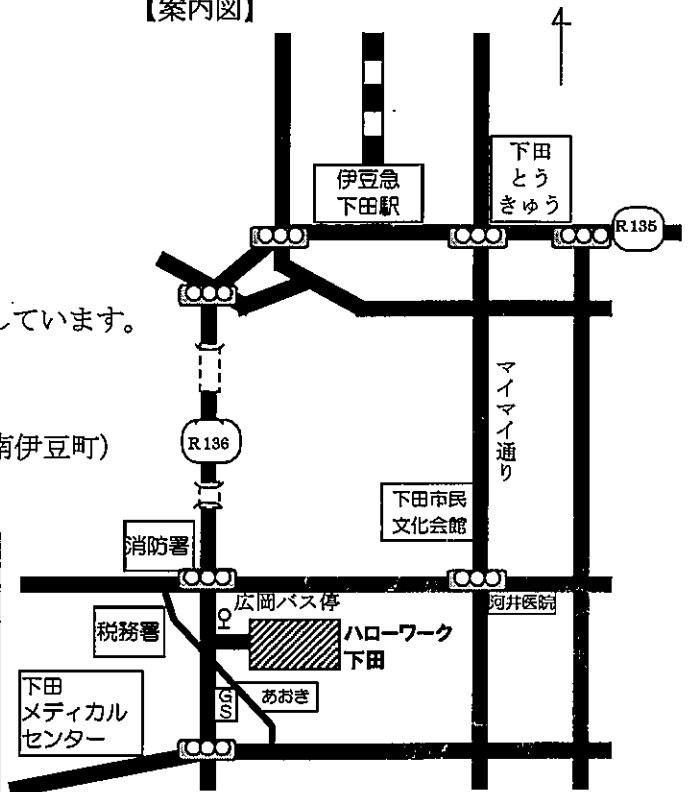 【案内図】
4
下田
とう
きゅう
伊豆急
下田駅
R135
しています。
マイマイ通り
R136
南伊豆町)
下田市民
文化会館
消防署
広岡バス停
河井医院
税務署
ハローワーク
下田
下田
メディカル
センター
GS
あおき